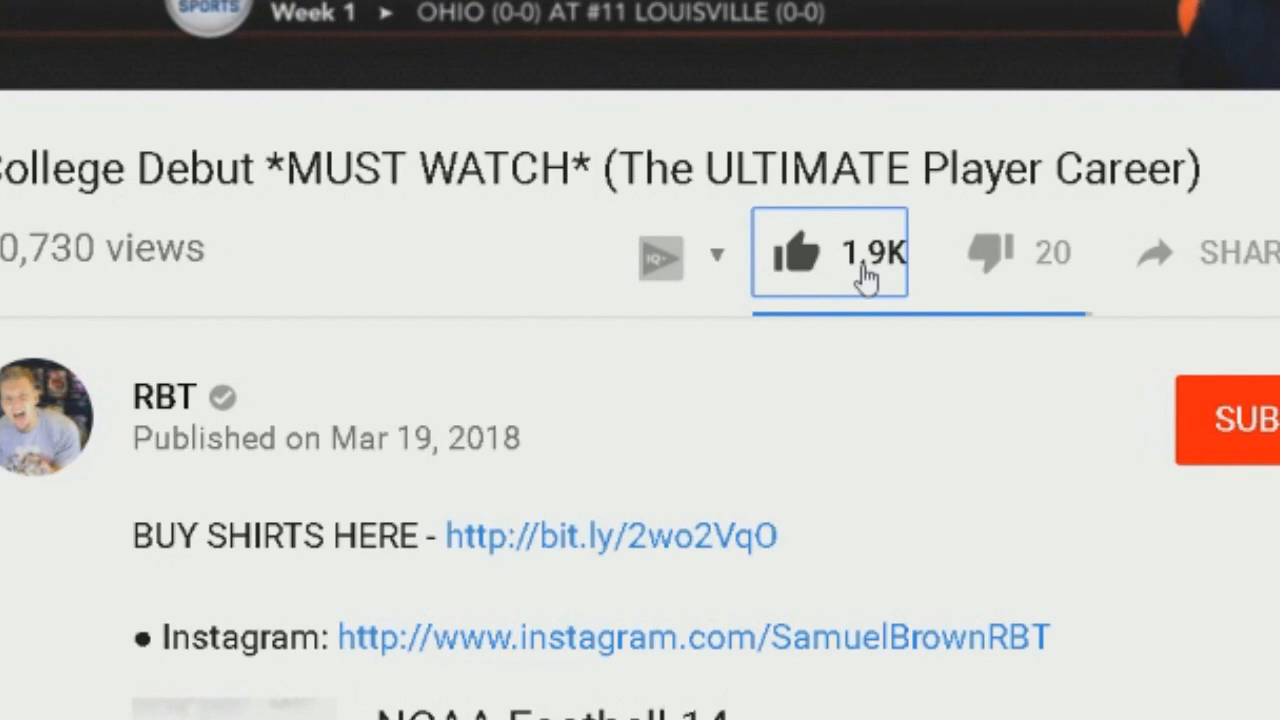 SPORTS
Week 1 ► OHIO (0-0) AT #11 LOUISVILLE (0-0)
College Debut *MUST WATCH* (The ULTIMATE Player Career)
0,730 views
IQ+ ▼ 1.9K 20 SHAR
RBT
Published on Mar 19, 2018
SUB
BUY SHIRTS HERE - http://bit.ly/2wo2VqO
● Instagram: http://www.instagram.com/SamuelBrownRBT
NCAA Football 14